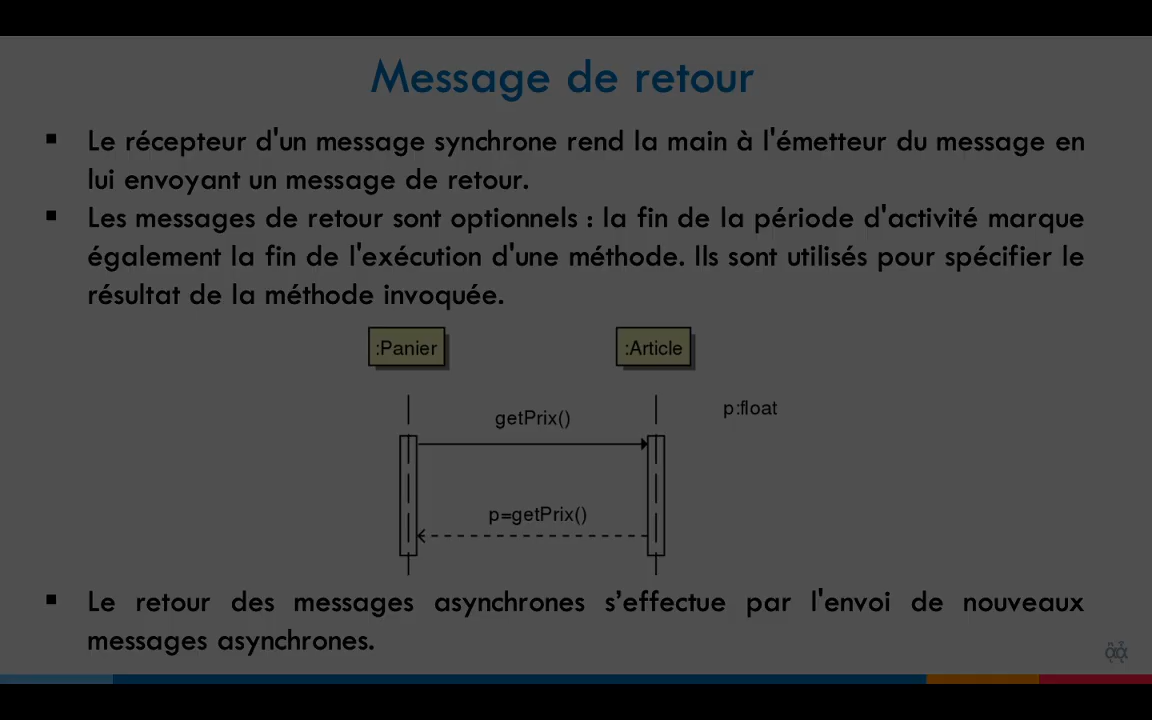 Message de retour
▪ Le récepteur d'un message synchrone rend la main à l'émetteur du message en
lui envoyant un message de retour.
▪ Les messages de retour sont optionnels : la fin de la période d'activité marque
également la fin de l'exécution d'une méthode. Ils sont utilisés pour spécifier le
résultat de la méthode invoquée.
:Panier
:Article
p:float
getPrix()
p=getPrix()
▪ Le retour des messages asynchrones s’effectue par l'envoi de nouveaux
messages asynchrones.